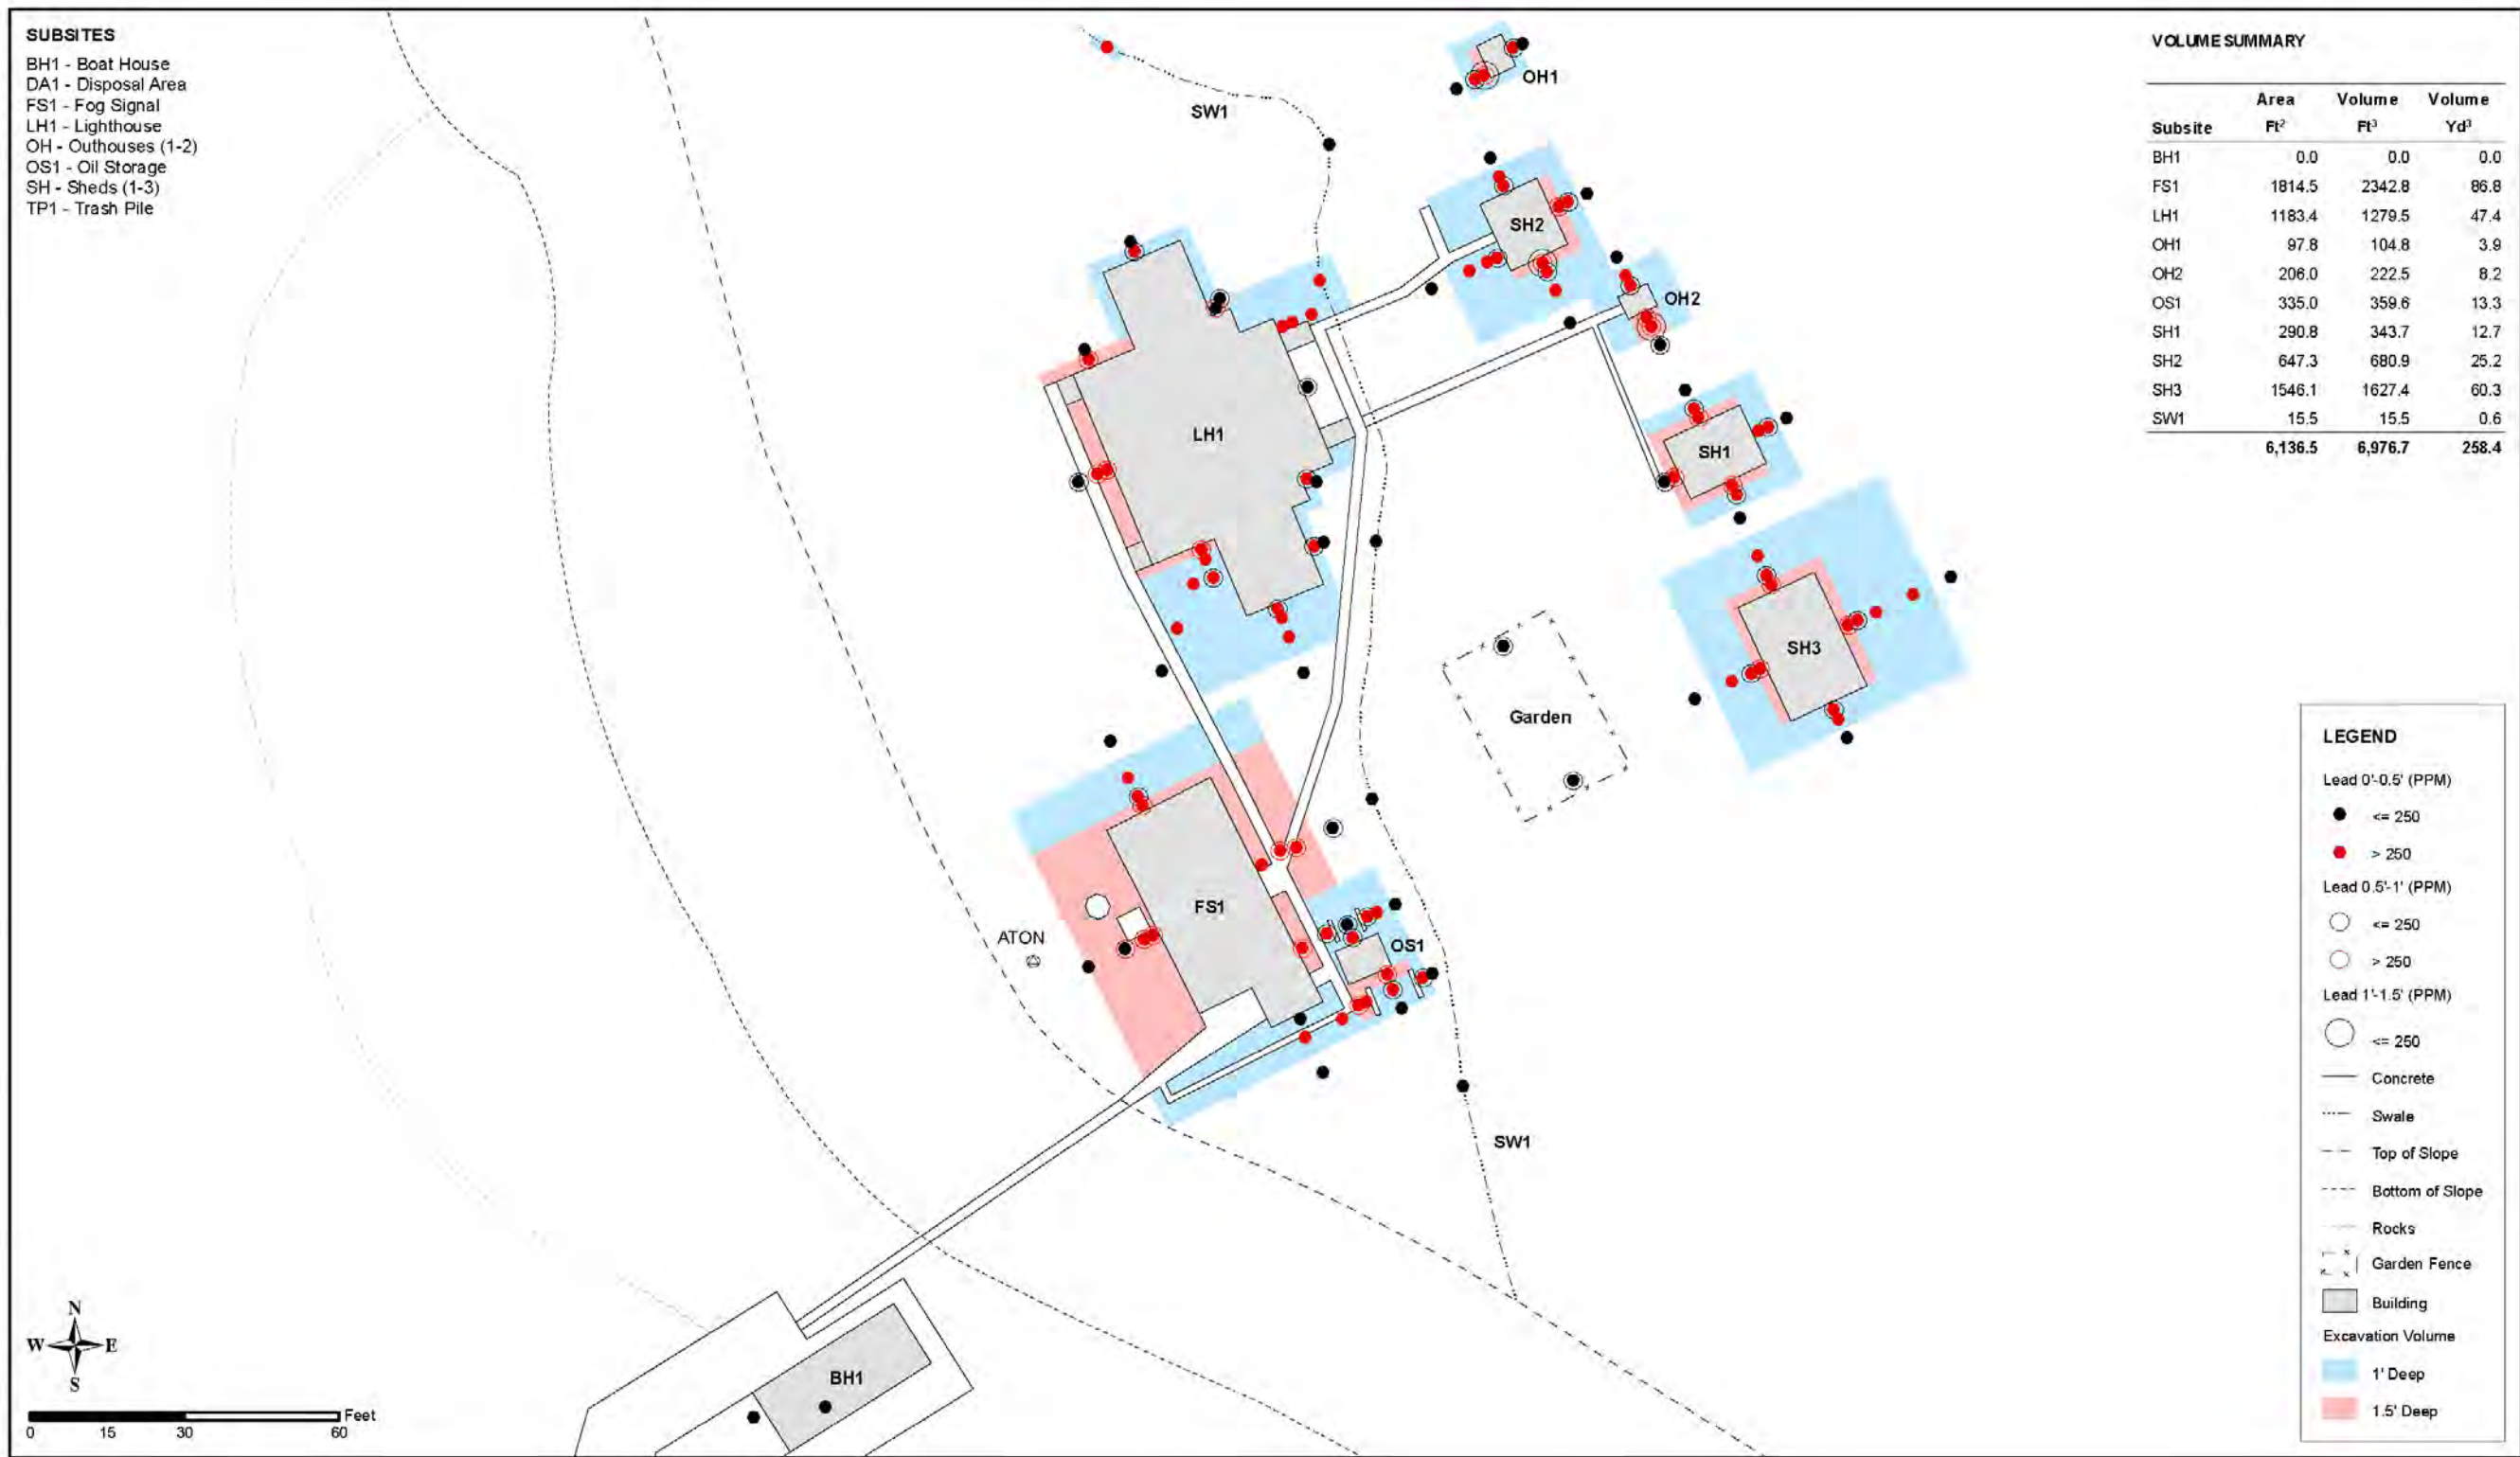 SUBSITES
BH1 - Boat House
DA1 - Disposal Area
FS1 - Fog Signal
LH1 - Lighthouse
OH - Outhouses (1-2)
OS1 - Oil Storage
SH - Sheds (1-3)
TP1 - Trash Pile
VOLUME SUMMARY
Subsite Area Ft² Volume Ft³ Volume Yd³
BH1 0.0 0.0 0.0
FS1 1814.5 2342.8 86.8
LH1 1183.4 1279.5 47.4
OH1 97.8 104.8 3.9
OH2 206.0 222.5 8.2
OS1 335.0 359.6 13.3
SH1 290.8 343.7 12.7
SH2 647.3 680.9 25.2
SH3 1546.1 1627.4 60.3
SW1 15.5 15.5 0.6
6,136.5 6,976.7 258.4
OH1
SW1
SH2
OH2
LH1
SH1
SH3
Garden
FS1
ATON
OS1
SW1
BH1
LEGEND
Lead 0'-0.5' (PPM)
<= 250
> 250
Lead 0.5'-1' (PPM)
<= 250
> 250
Lead 1'-1.5' (PPM)
<= 250
Concrete
Swale
Top of Slope
Bottom of Slope
Rocks
Garden Fence
Building
Excavation Volume
1' Deep
1.5' Deep
N
W E
S
Feet
0 15 30 60